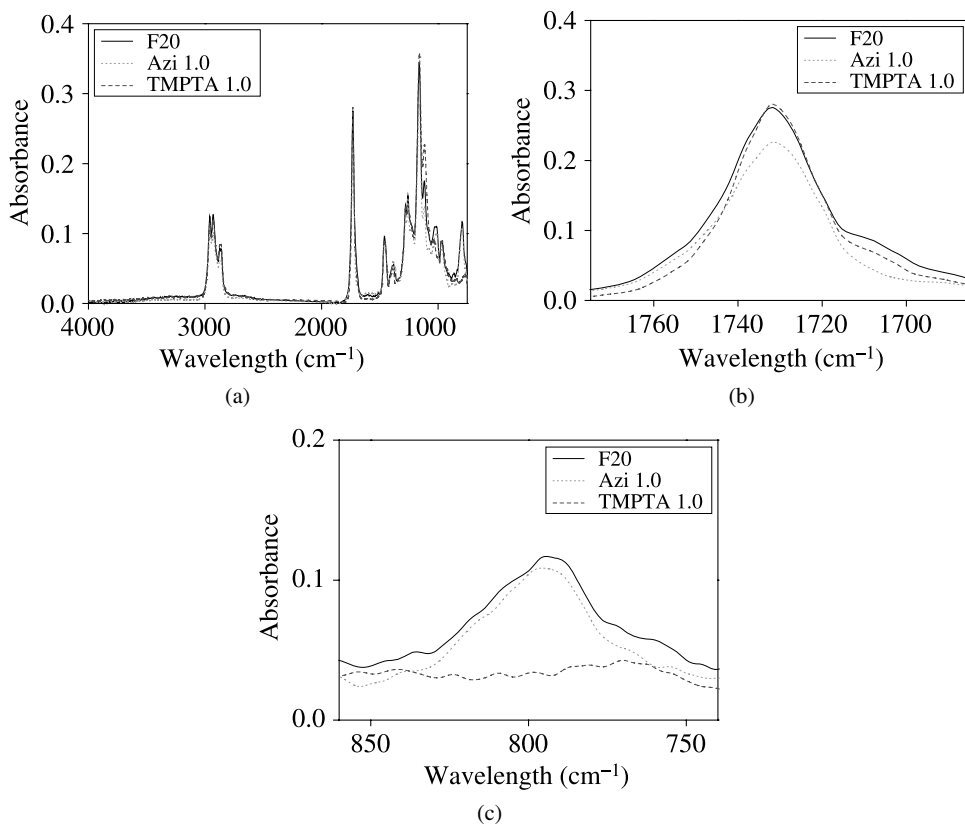 0.4
0.3
0.2
0.1
0.0
Absorbance
F20
Azi 1.0
TMPTA 1.0
4000 3000 2000 1000
Wavelength (cm⁻¹)
(a)
0.4
0.3
0.2
0.1
0.0
Absorbance
F20
Azi 1.0
TMPTA 1.0
1760 1740 1720 1700
Wavelength (cm⁻¹)
(b)
0.2
0.1
0.0
Absorbance
F20
Azi 1.0
TMPTA 1.0
850 800 750
Wavelength (cm⁻¹)
(c)